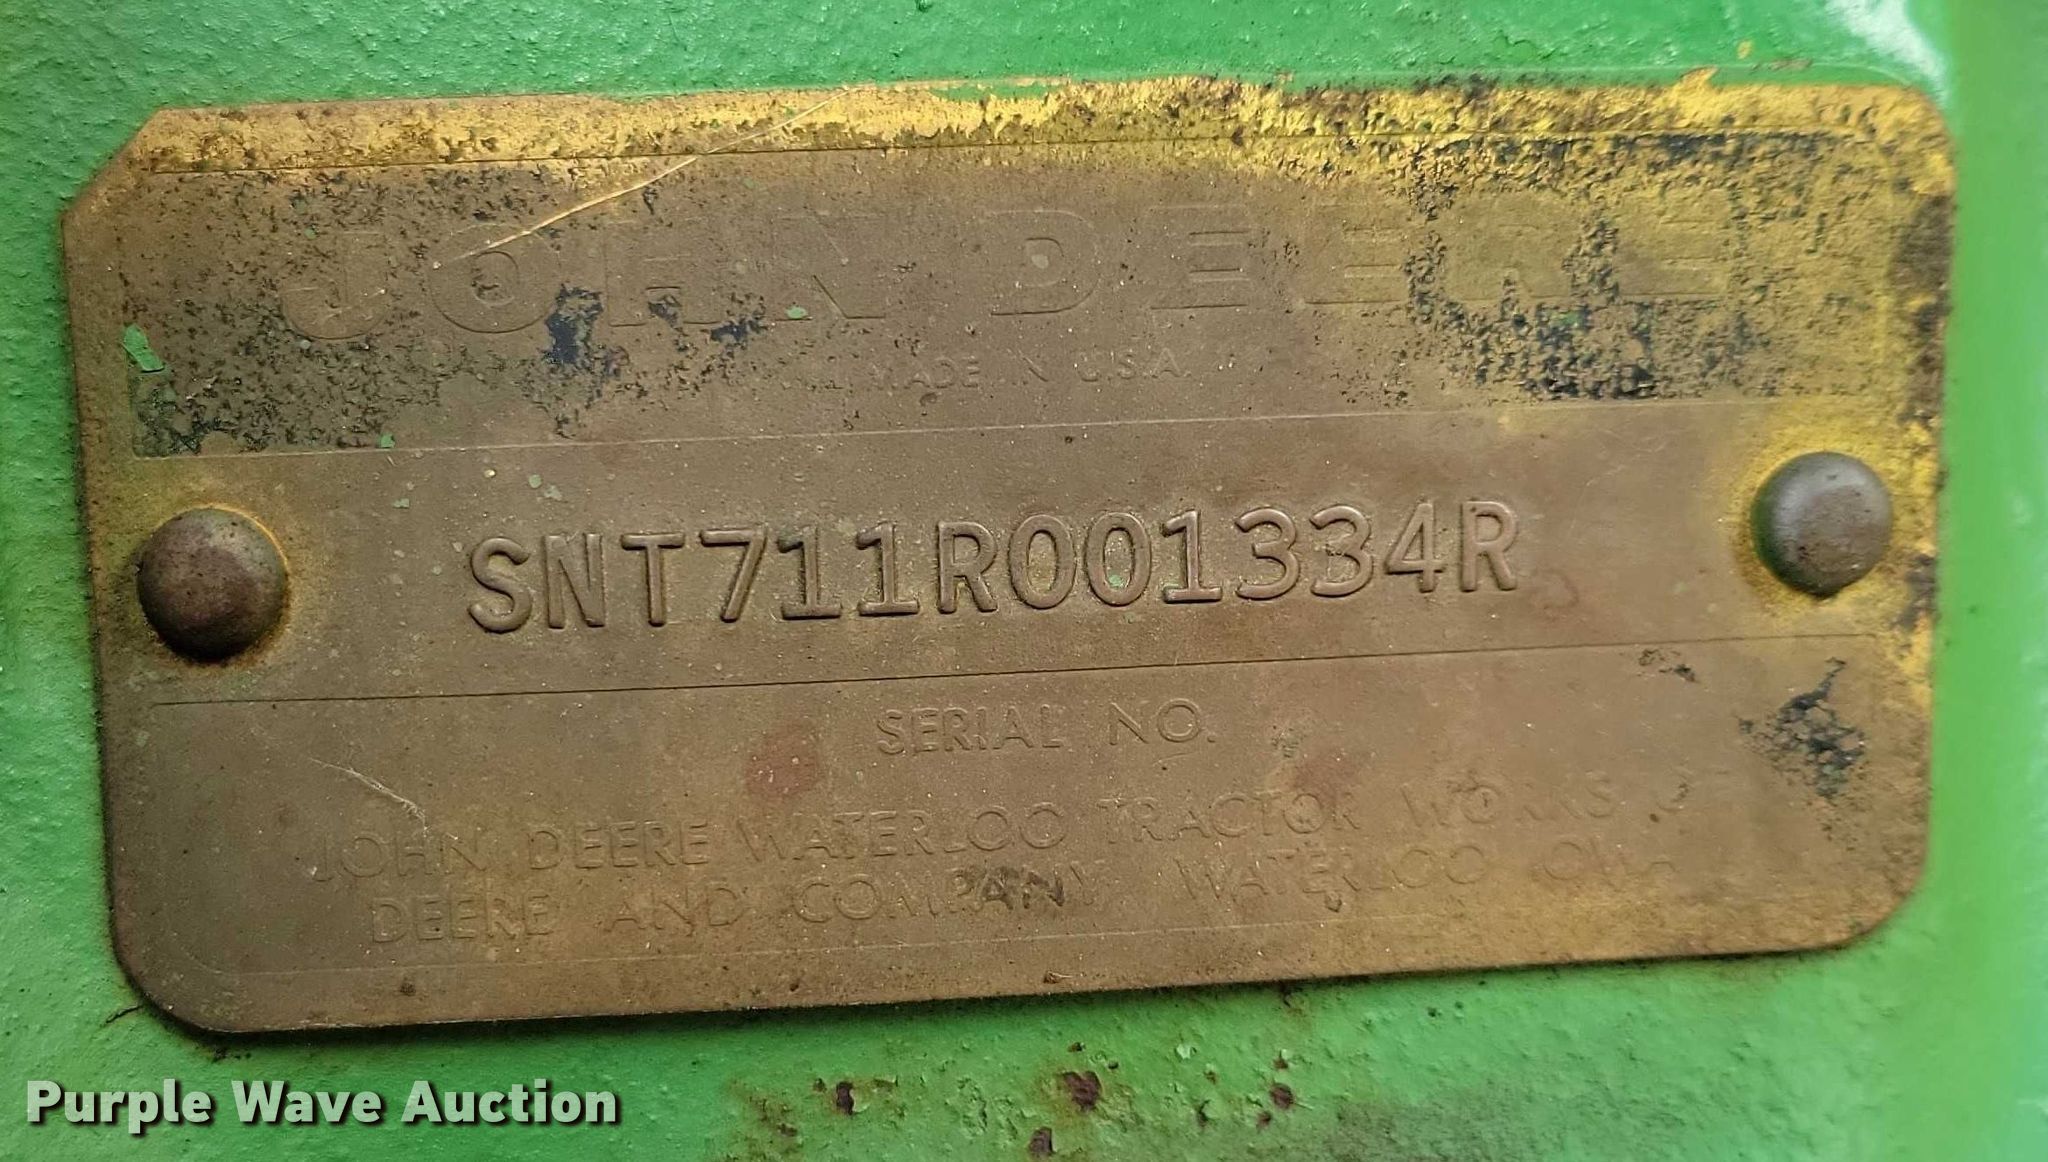 JOHN DEERE
MADE IN U.S.A.
SNT711R001334R
SERIAL NO.
JOHN DEERE WATERLOO TRACTOR WORKS
DEERE AND COMPANY WATERLOO IOWA
Purple Wave Auction